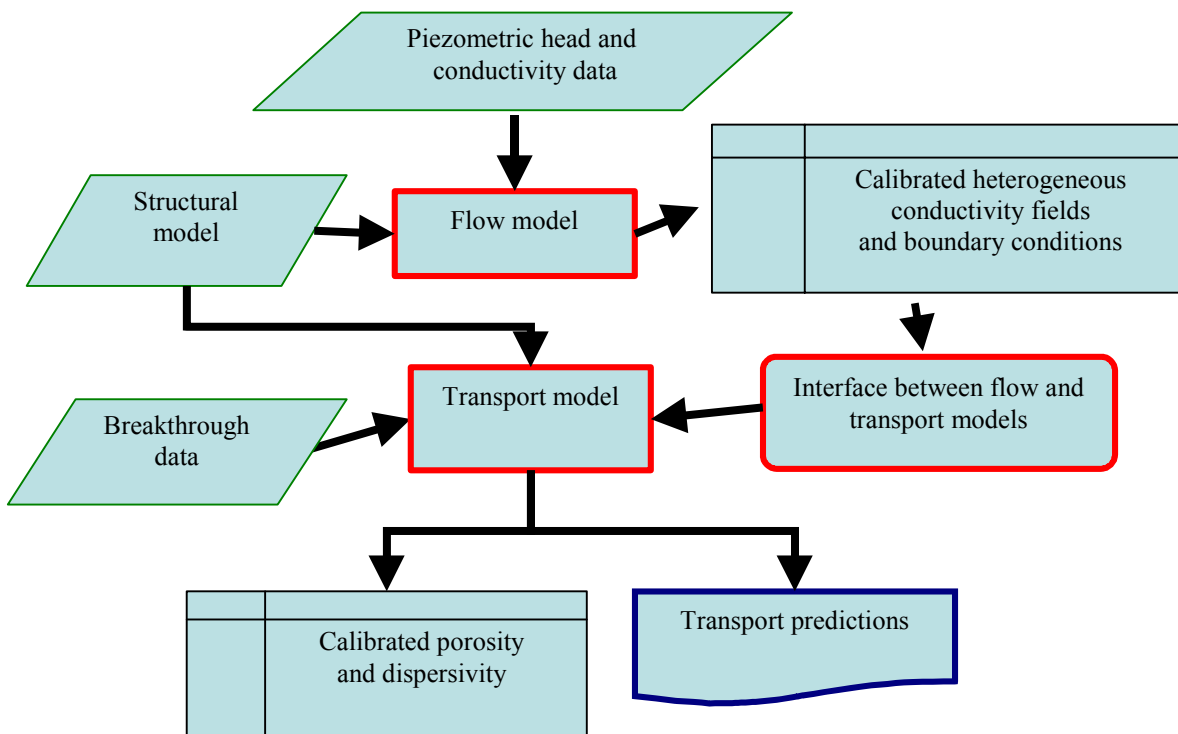 Piezometric head and
conductivity data
Structural
model
Flow model
Calibrated heterogeneous
conductivity fields
and boundary conditions
Breakthrough
data
Transport model
Interface between flow and
transport models
Calibrated porosity
and dispersivity
Transport predictions